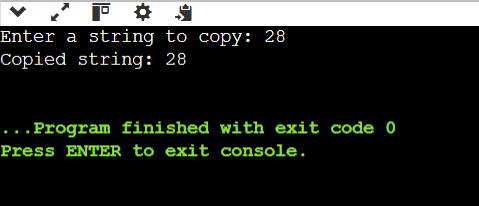 Enter a string to copy: 28
Copied string: 28
...Program finished with exit code 0
Press ENTER to exit console.